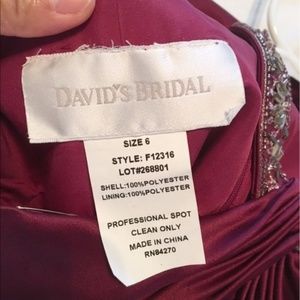 DAVID'S BRIDAL
SIZE 6
STYLE: F12316
LOT#268801
SHELL:100%POLYESTER
LINING:100%POLYESTER
PROFESSIONAL SPOT
CLEAN ONLY
MADE IN CHINA
RN84270